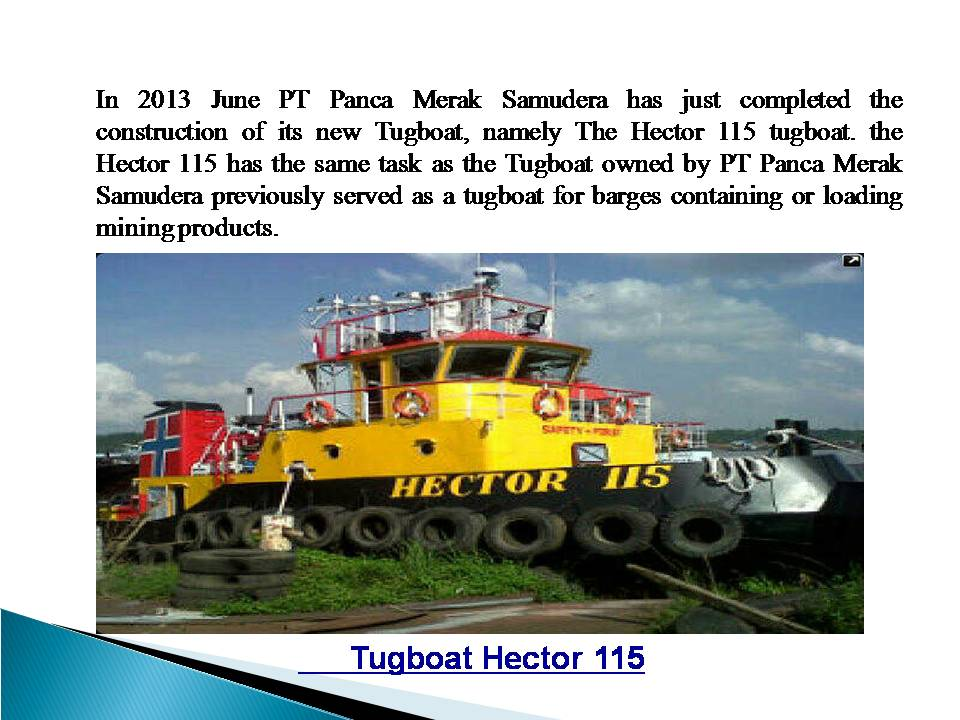 In 2013 June PT Panca Merak Samudera has just completed the
construction of its new Tugboat, namely The Hector 115 tugboat. the
Hector 115 has the same task as the Tugboat owned by PT Panca Merak
Samudera previously served as a tugboat for barges containing or loading
mining products.
SAFETY - FIRST
HECTOR 115
Tugboat Hector 115